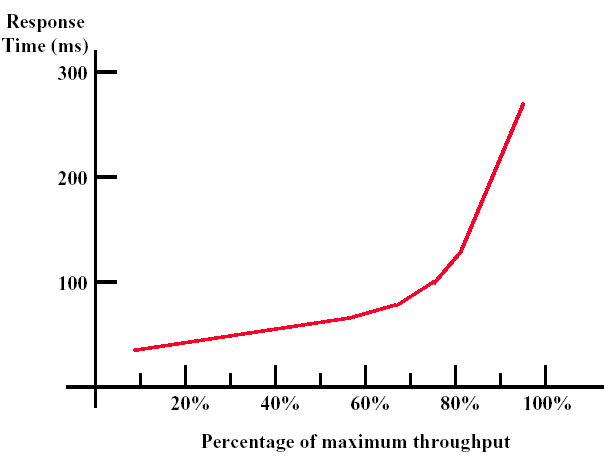 Response
Time (ms)
300
200
100
20%
40%
60%
80%
100%
Percentage of maximum throughput